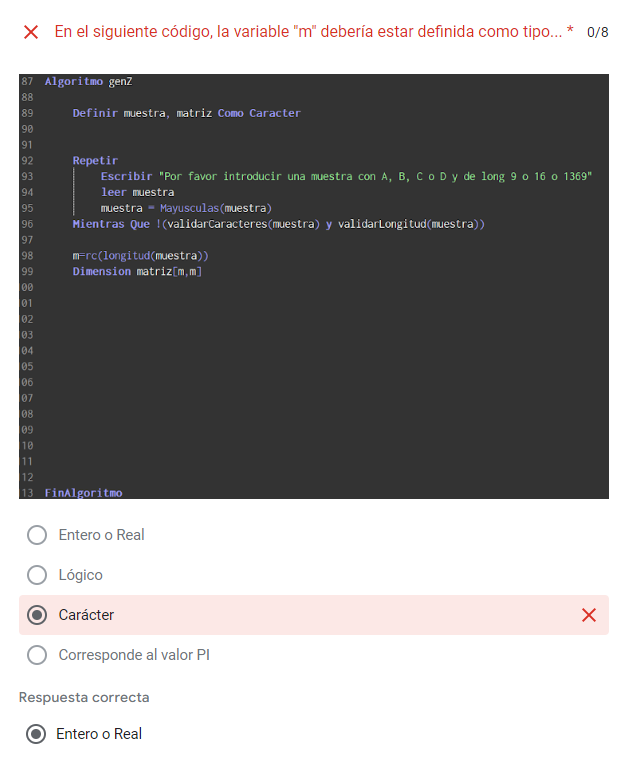 En el siguiente código, la variable "m" debería estar definida como tipo... * 0/8
87 Algoritmo genZ
88
89 Definir muestra, matriz Como Caracter
90
91
92 Repetir
93 Escribir "Por favor introducir una muestra con A, B, C o D y de long 9 o 16 o 1369"
94 leer muestra
95 muestra = Mayusculas(muestra)
96 Mientras Que !(validarCaracteres(muestra) y validarLongitud(muestra))
97
98 m=rc(longitud(muestra))
99 Dimension matriz[m,m]
00
01
02
03
04
05
06
07
08
09
10
11
12
13 FinAlgoritmo
Entero o Real
Lógico
Carácter
Corresponde al valor PI
Respuesta correcta
Entero o Real